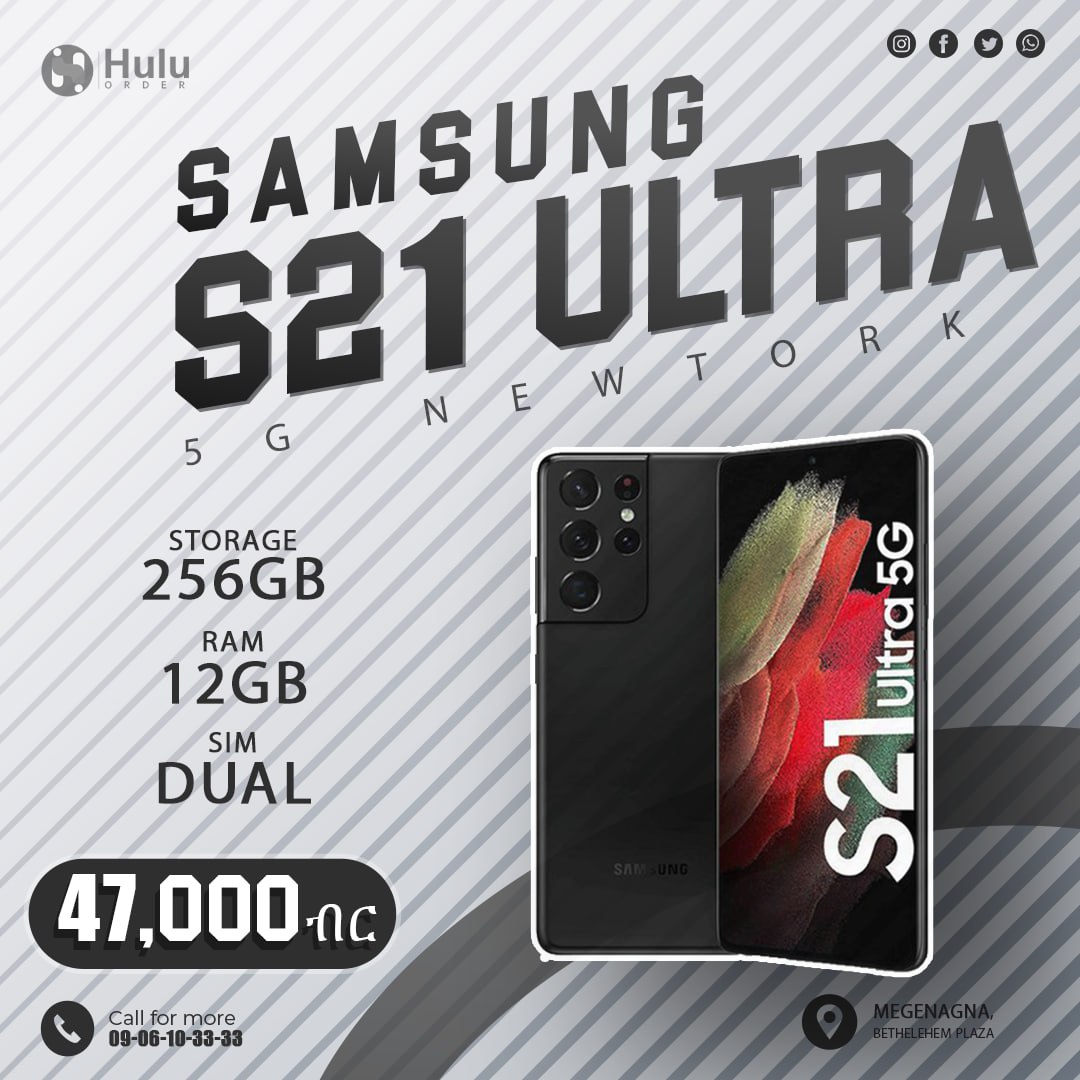 Hulu
ORDER
SAMSUNG
S21 ULTRA
5G NEWTORK
STORAGE
256GB
RAM
12GB
SIM
DUAL
SAMSUNG
S21 Ultra 5G
47,000 ብር
Call for more
09-06-10-33-33
MEGENAGNA,
BETHELEHEM PLAZA